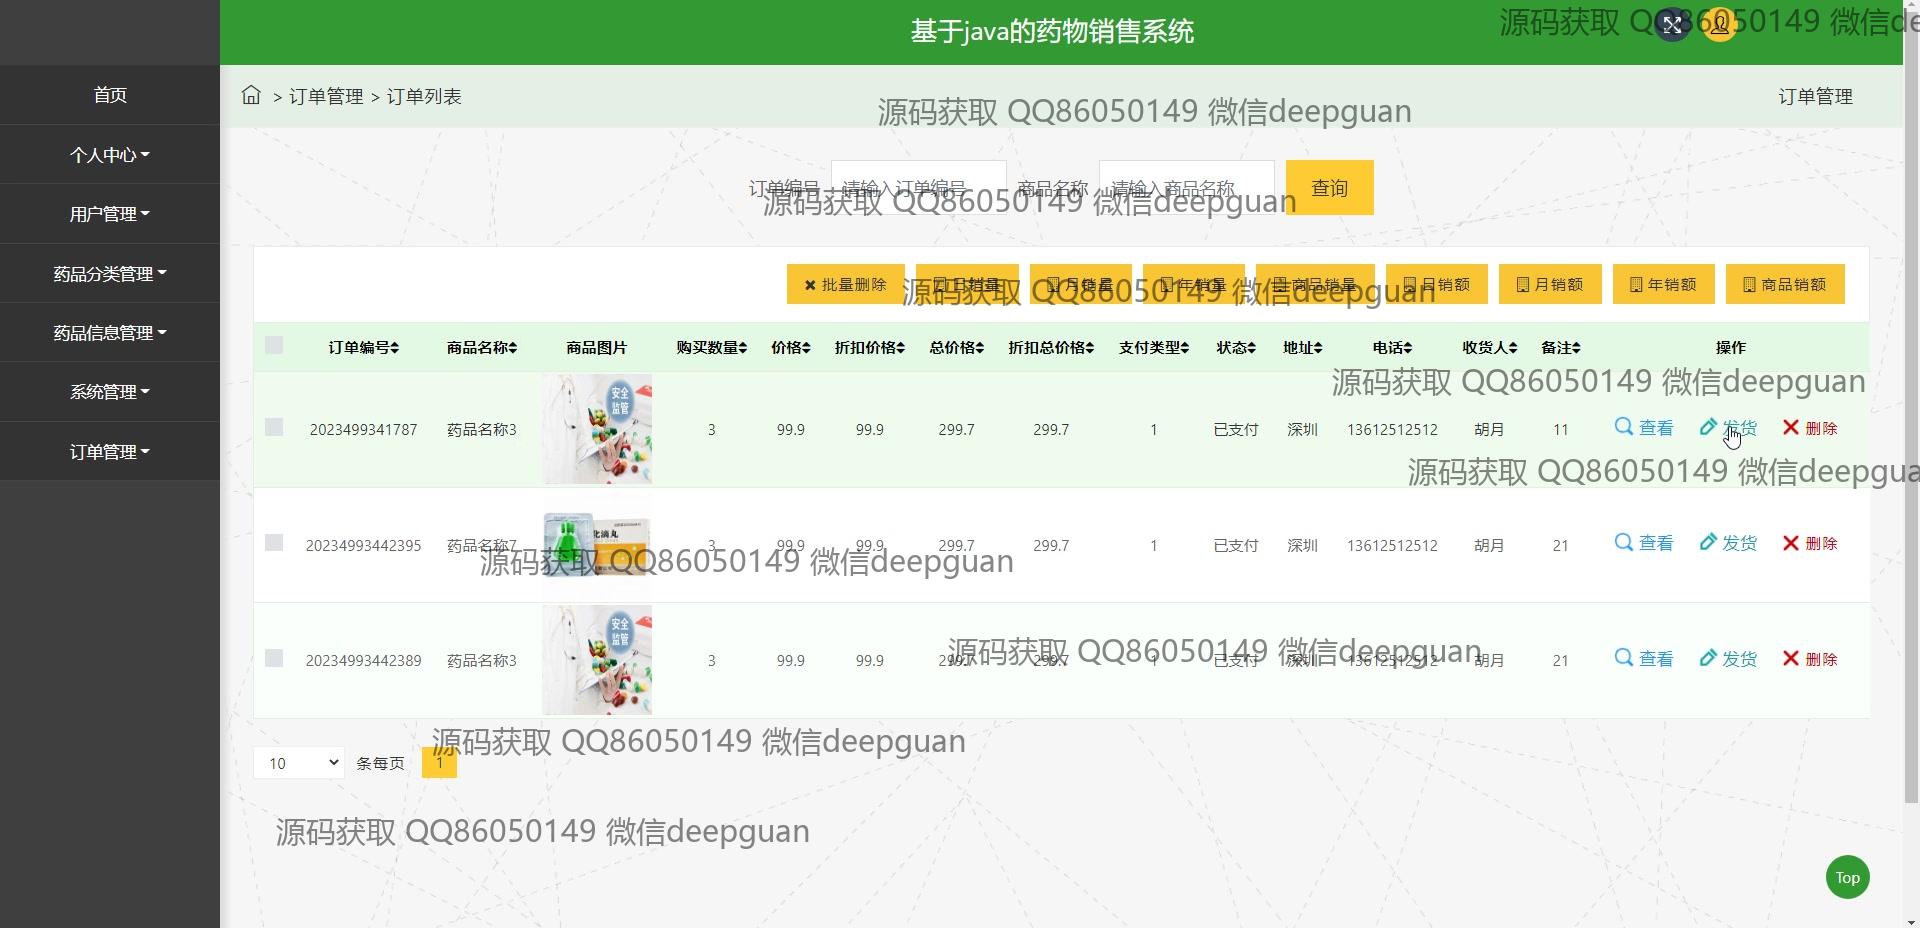 基于java的药物销售系统
源码获取 QQ86050149 微信deepguan
首页
个人中心
用户管理
药品分类管理
药品信息管理
系统管理
订单管理
> 订单管理 > 订单列表
订单管理
源码获取 QQ86050149 微信deepguan
订单编号 请输入订单编号 商品名称 请输入商品名称 查询
源码获取 QQ86050149 微信deepguan
批量删除 日销量 月销量 年销量 商品销量 日销额 月销额 年销额 商品销额
源码获取 QQ86050149 微信deepguan
订单编号 商品名称 商品图片 购买数量 价格 折扣价格 总价格 折扣总价格 支付类型 状态 地址 电话 收货人 备注 操作
源码获取 QQ86050149 微信deepguan
安全
监管
2023499341787 药品名称3 3 99.9 99.9 299.7 299.7 1 已支付 深圳 13612512512 胡月 11 查看 发货 删除
源码获取 QQ86050149 微信deepgua
化滴丸
20234993442395 药品名称7 3 99.9 99.9 299.7 299.7 1 已支付 深圳 13612512512 胡月 21 查看 发货 删除
源码获取 QQ86050149 微信deepguan
安全
监管
20234993442389 药品名称3 3 99.9 99.9 299.7 299.7 1 已支付 深圳 13612512512 胡月 21 查看 发货 删除
源码获取 QQ86050149 微信deepguan
源码获取 QQ86050149 微信deepguan
10 条每页 1
源码获取 QQ86050149 微信deepguan
Top